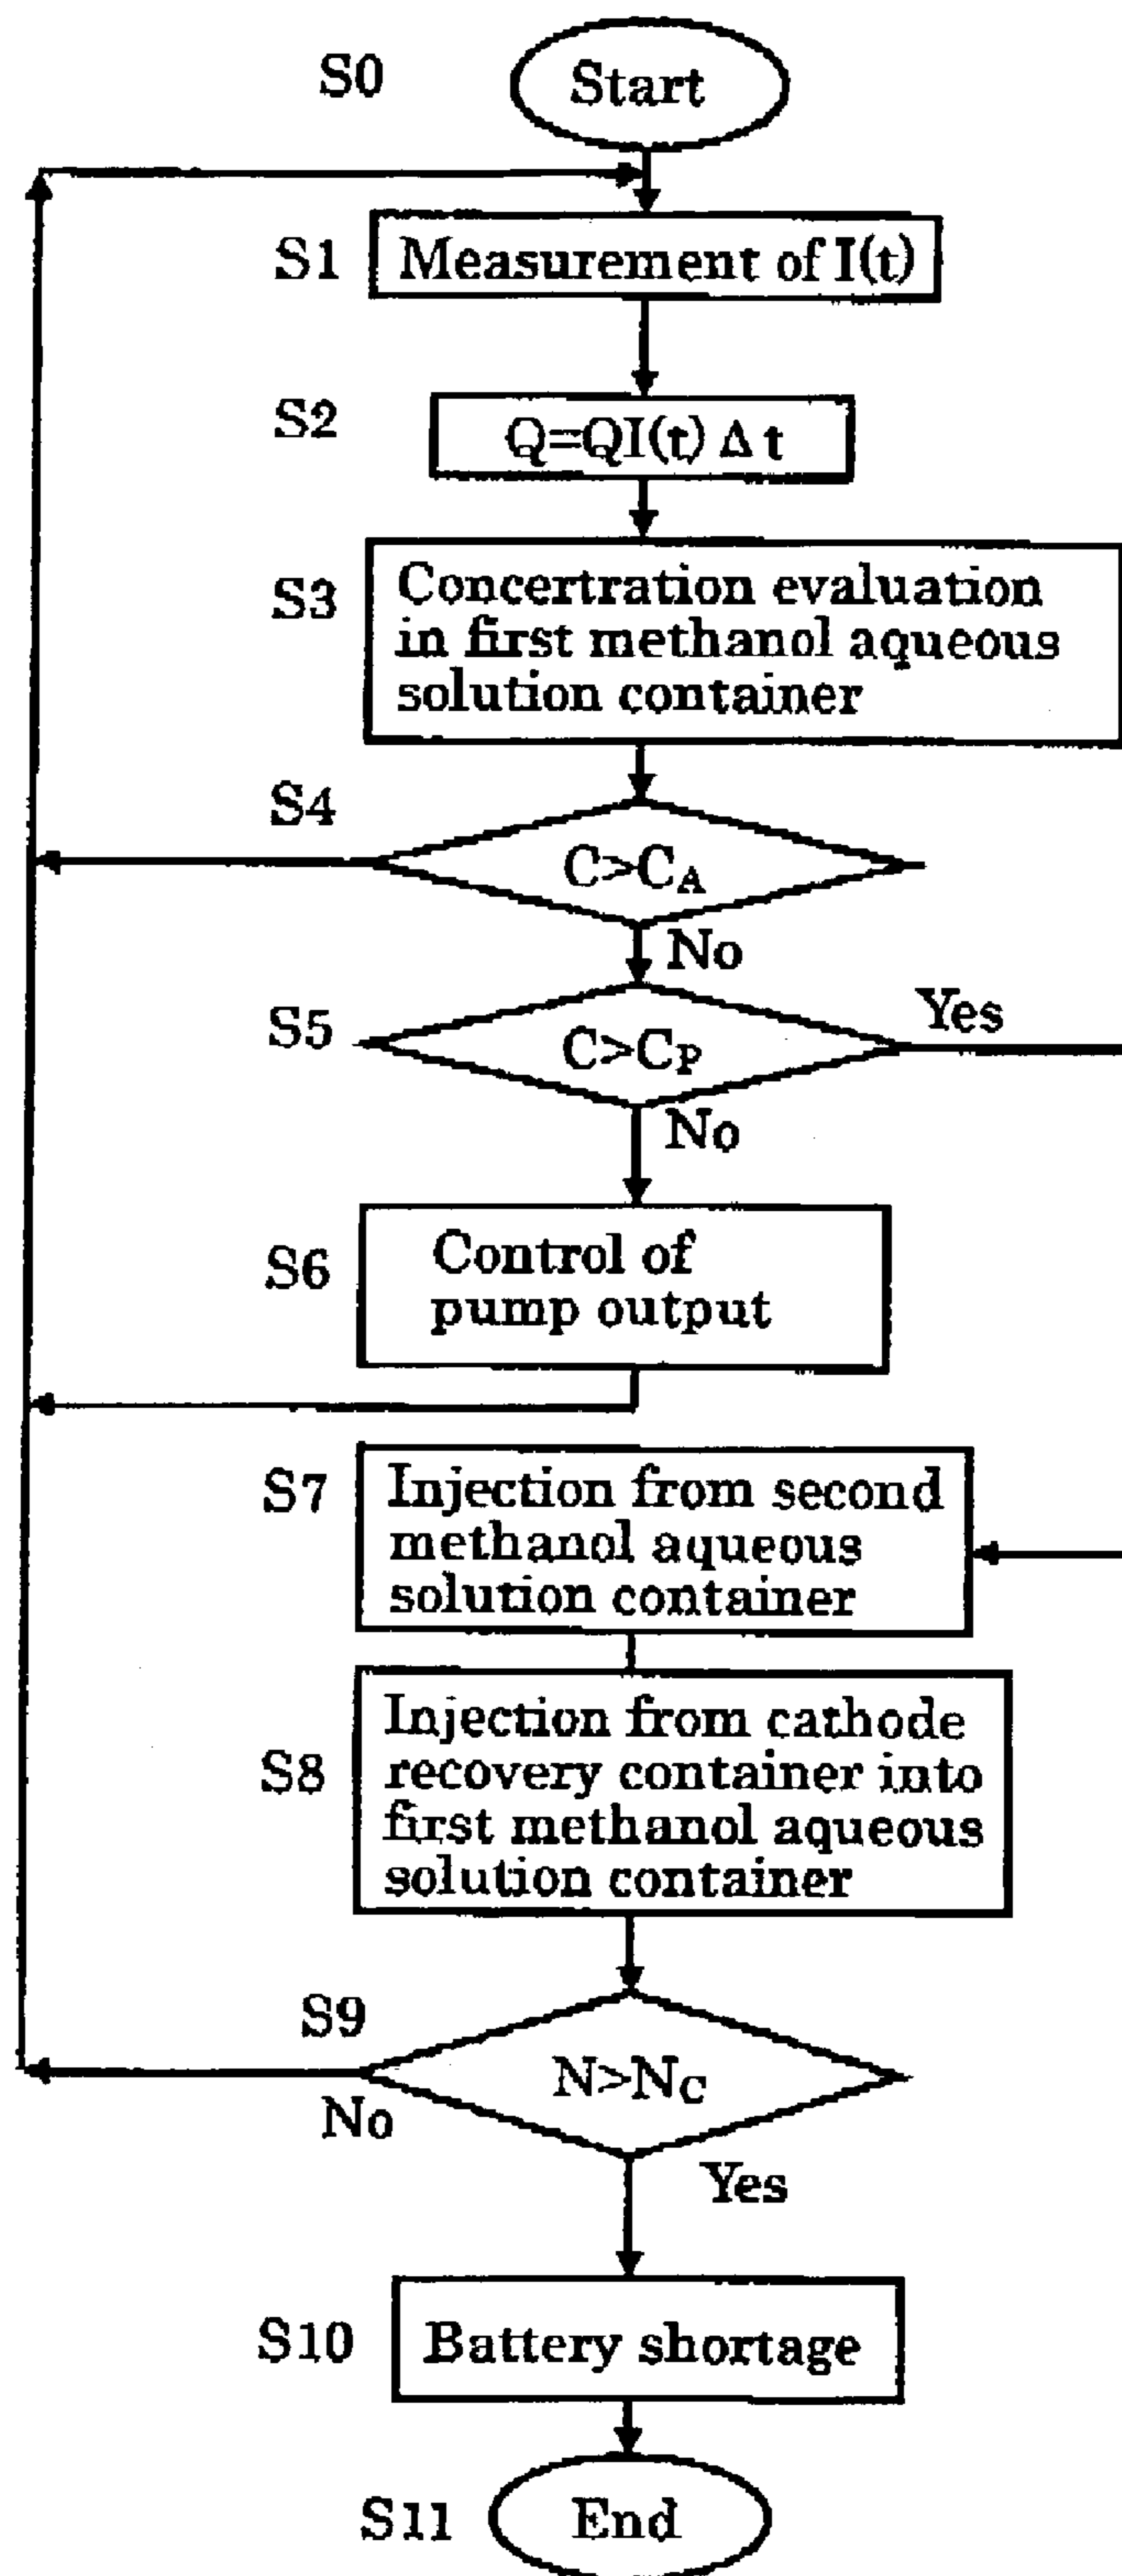 S0 Start
S1 Measurement of I(t)
S2 Q=QI(t) Δ t
S3 Concertration evaluation
in first methanol aqueous
solution container
S4 C>CA
No
S5 C>CP Yes
No
S6 Control of
pump output
S7 Injection from second
methanol aqueous
solution container
S8 Injection from cathode
recovery container into
first methanol aqueous
solution container
S9 N>NC
No
Yes
S10 Battery shortage
S11 End